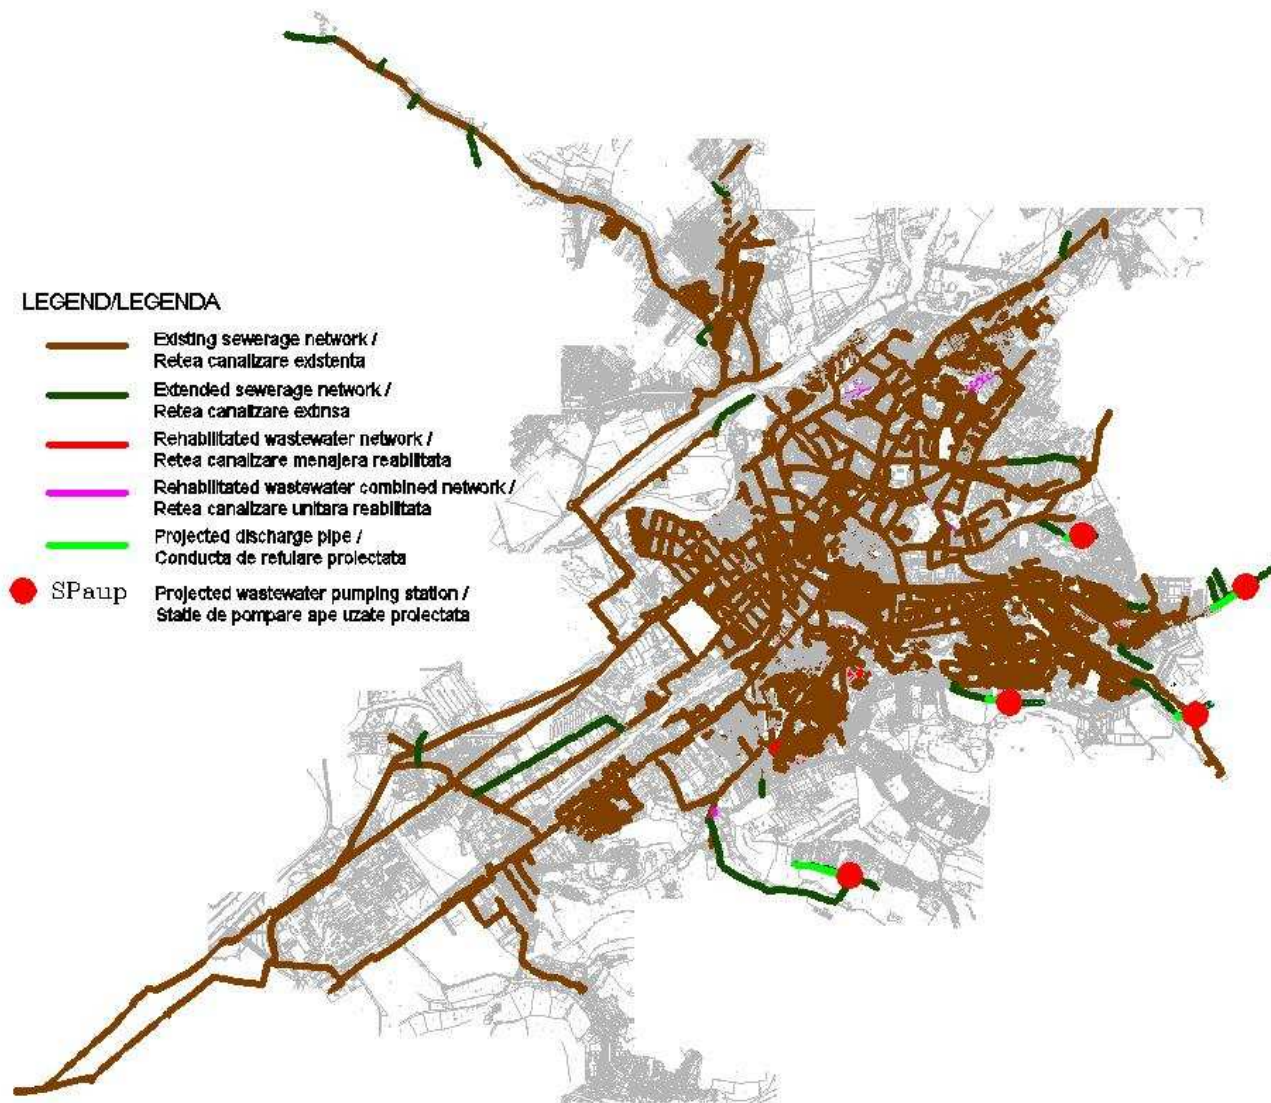 LEGEND/LEGENDA
Existing sewerage network /
Retea canalizare existenta
Extended sewerage network /
Retea canalizare extinsa
Rehabilitated wastewater network /
Retea canalizare menajera reabilitata
Rehabilitated wastewater combined network /
Retea canalizare unitara reabilitata
Projected discharge pipe /
Conducta de refulare proiectata
SPaup
Projected wastewater pumping station /
Statie de pompare ape uzate proiectata